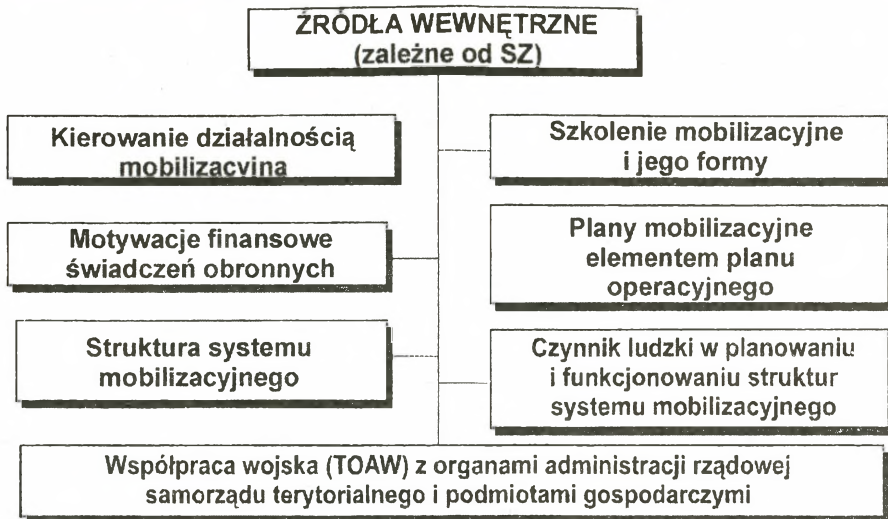 ŹRÓDŁA WEWNĘTRZNE
(zależne od SZ)
Kierowanie działalnością
mobilizacyjna
Szkolenie mobilizacyjne
i jego formy
Motywacje finansowe
świadczeń obronnych
Plany mobilizacyjne
elementem planu
operacyjnego
Struktura systemu
mobilizacyjnego
Czynnik ludzki w planowaniu
i funkcjonowaniu struktur
systemu mobilizacyjnego
Współpraca wojska (TOAW) z organami administracji rządowej
samorządu terytorialnego i podmiotami gospodarczymi